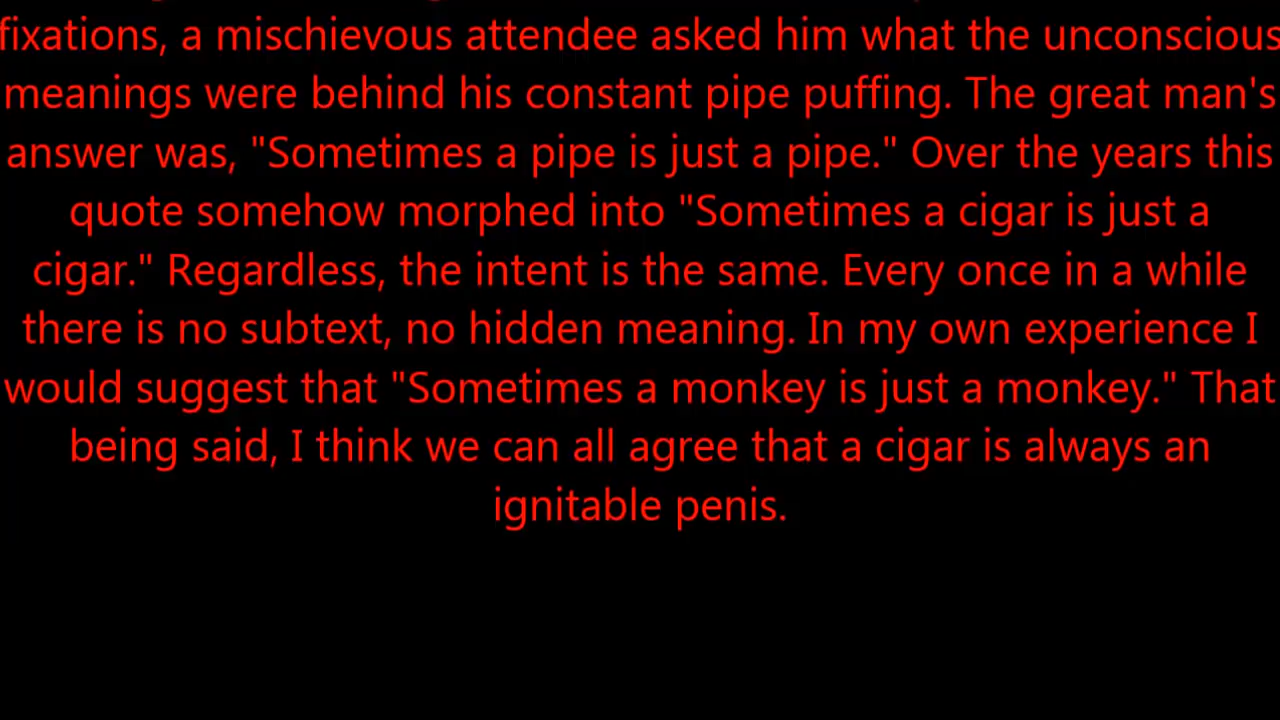 fixations, a mischievous attendee asked him what the unconscious
meanings were behind his constant pipe puffing. The great man's
answer was, "Sometimes a pipe is just a pipe." Over the years this
quote somehow morphed into "Sometimes a cigar is just a
cigar." Regardless, the intent is the same. Every once in a while
there is no subtext, no hidden meaning. In my own experience I
would suggest that "Sometimes a monkey is just a monkey." That
being said, I think we can all agree that a cigar is always an
ignitable penis.